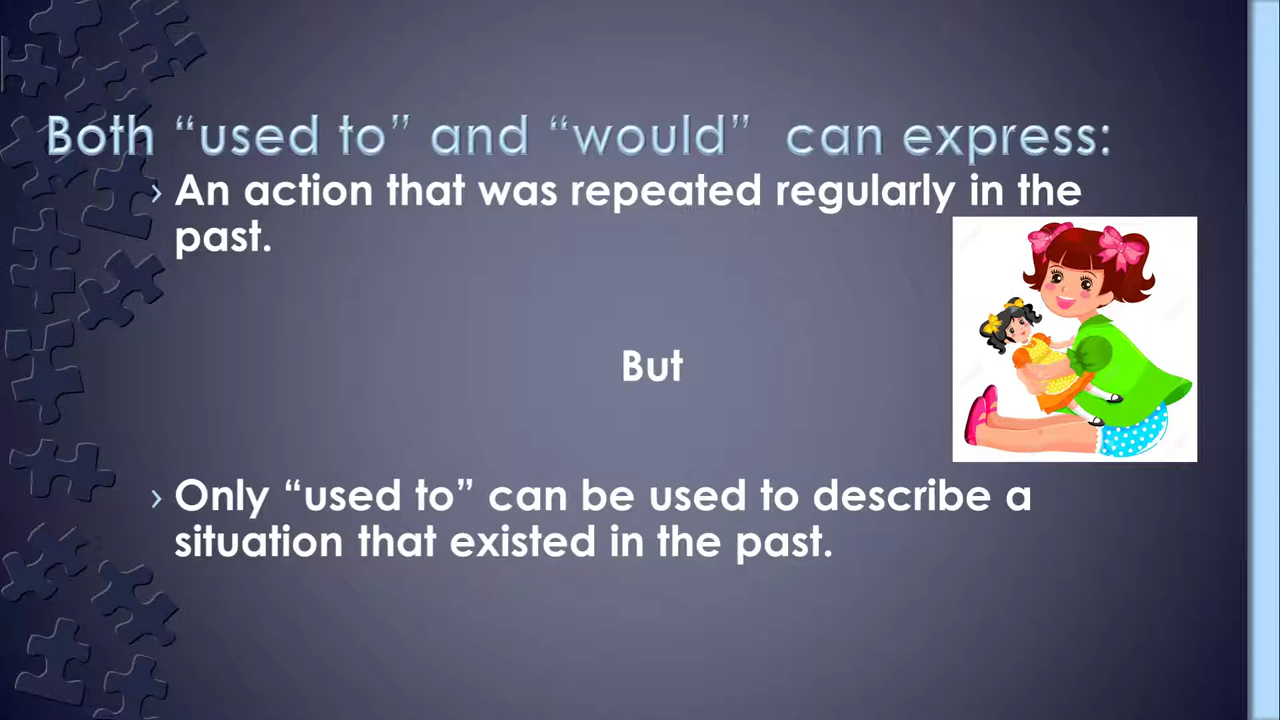 Both “used to” and “would”  can express:
› An action that was repeated regularly in the
past.
But
› Only “used to” can be used to describe a
situation that existed in the past.